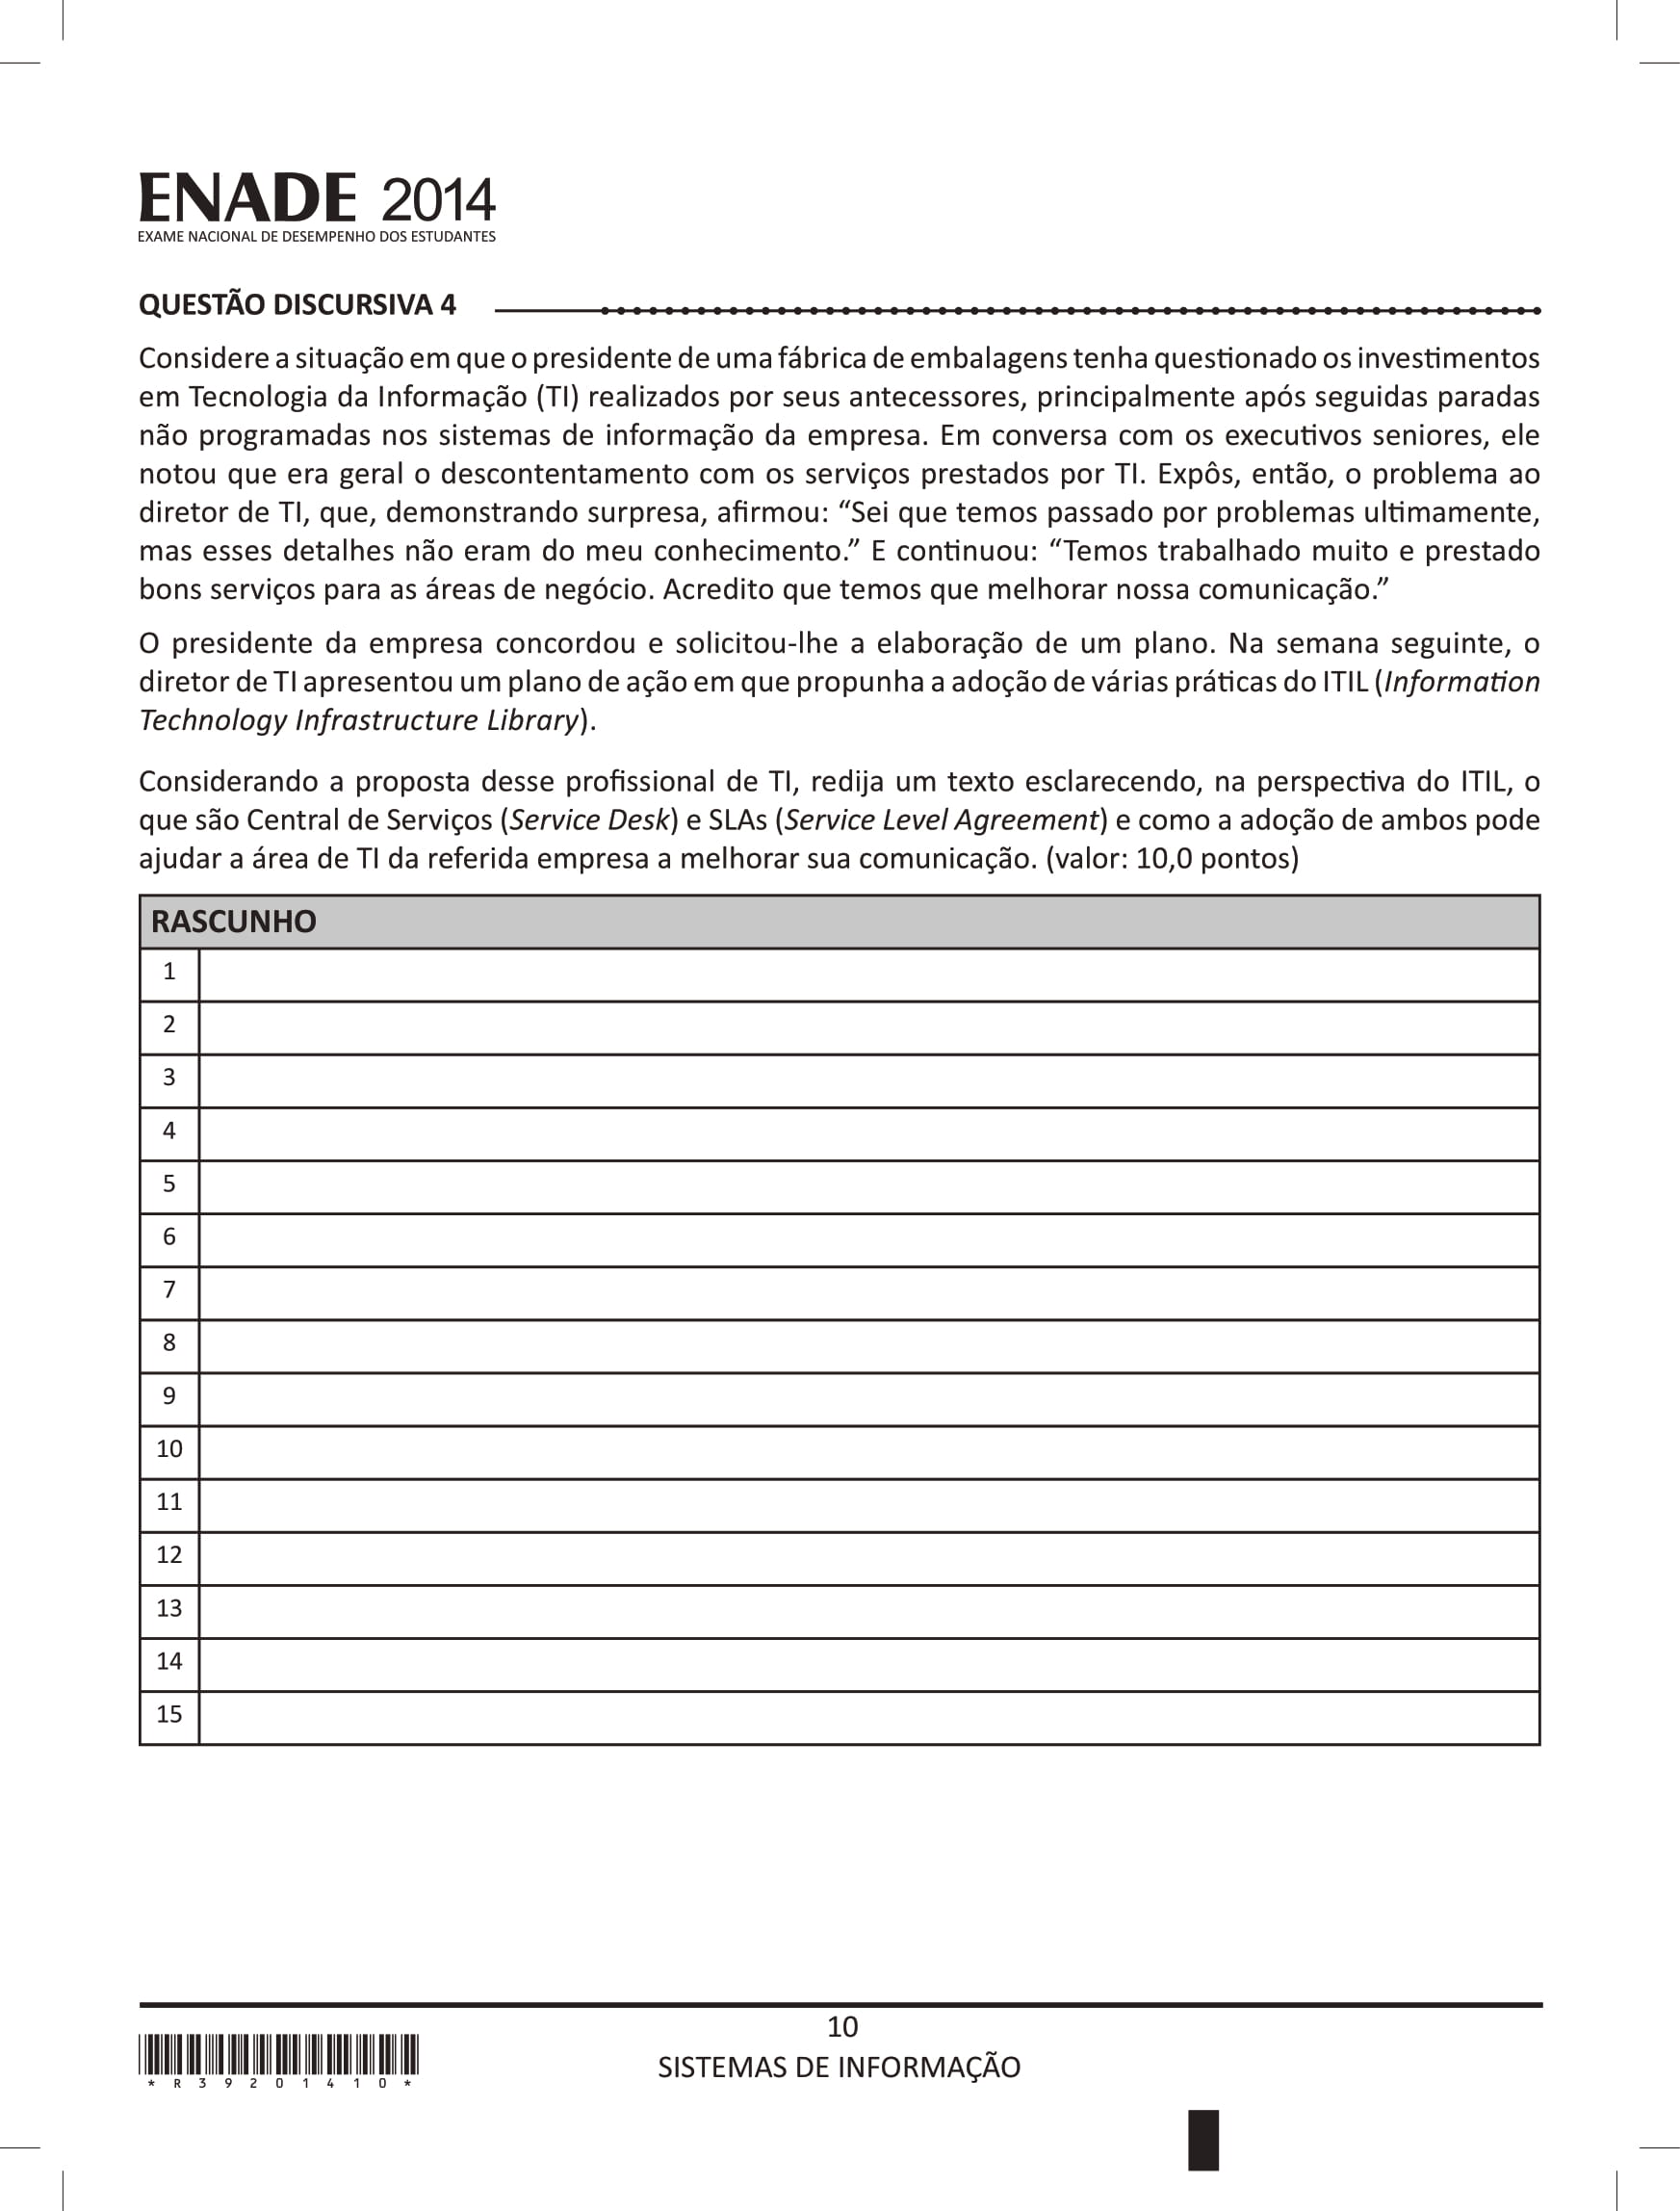 ENADE 2014
EXAME NACIONAL DE DESEMPENHO DOS ESTUDANTES
QUESTÃO DISCURSIVA 4
Considere a situação em que o presidente de uma fábrica de embalagens tenha questionado os investimentos
em Tecnologia da Informação (TI) realizados por seus antecessores, principalmente após seguidas paradas
não programadas nos sistemas de informação da empresa. Em conversa com os executivos seniores, ele
notou que era geral o descontentamento com os serviços prestados por TI. Expôs, então, o problema ao
diretor de TI, que, demonstrando surpresa, afirmou: “Sei que temos passado por problemas ultimamente,
mas esses detalhes não eram do meu conhecimento.” E continuou: “Temos trabalhado muito e prestado
bons serviços para as áreas de negócio. Acredito que temos que melhorar nossa comunicação.”
O presidente da empresa concordou e solicitou-lhe a elaboração de um plano. Na semana seguinte, o
diretor de TI apresentou um plano de ação em que propunha a adoção de várias práticas do ITIL (Information
Technology Infrastructure Library).
Considerando a proposta desse profissional de TI, redija um texto esclarecendo, na perspectiva do ITIL, o
que são Central de Serviços (Service Desk) e SLAs (Service Level Agreement) e como a adoção de ambos pode
ajudar a área de TI da referida empresa a melhorar sua comunicação. (valor: 10,0 pontos)
RASCUNHO
1
2
3
4
5
6
7
8
9
10
11
12
13
14
15
10
SISTEMAS DE INFORMAÇÃO
* R 3 9 2 0 1 4 1 0 *